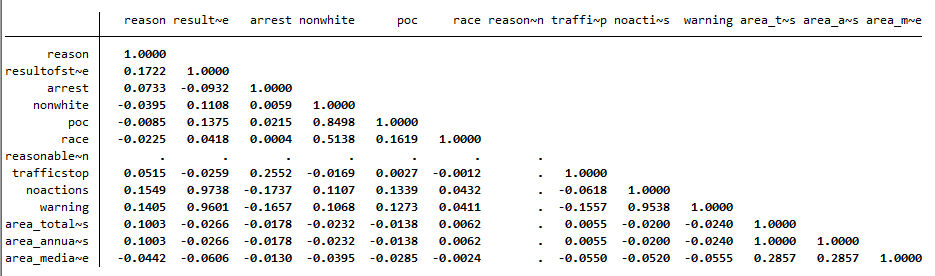 reason result~e arrest nonwhite poc race reason~n traffi~p noacti~s warning area_t~s area_a~s area_m~e
reason 1.0000
resultofst~e 0.1722 1.0000
arrest 0.0733 -0.0932 1.0000
nonwhite -0.0395 0.1108 0.0059 1.0000
poc -0.0085 0.1375 0.0215 0.8498 1.0000
race -0.0225 0.0418 0.0004 0.5138 0.1619 1.0000
reasonable~n . . . . . . .
trafficstop 0.0515 -0.0259 0.2552 -0.0169 0.0027 -0.0012 . 1.0000
noactions 0.1549 0.9738 -0.1737 0.1107 0.1339 0.0432 . -0.0618 1.0000
warning 0.1405 0.9601 -0.1657 0.1068 0.1273 0.0411 . -0.1557 0.9538 1.0000
area_total~s 0.1003 -0.0266 -0.0178 -0.0232 -0.0138 0.0062 . 0.0055 -0.0200 -0.0240 1.0000
area_annua~s 0.1003 -0.0266 -0.0178 -0.0232 -0.0138 0.0062 . 0.0055 -0.0200 -0.0240 1.0000 1.0000
area_media~e -0.0442 -0.0606 -0.0130 -0.0395 -0.0285 -0.0024 . -0.0550 -0.0520 -0.0555 0.2857 0.2857 1.0000